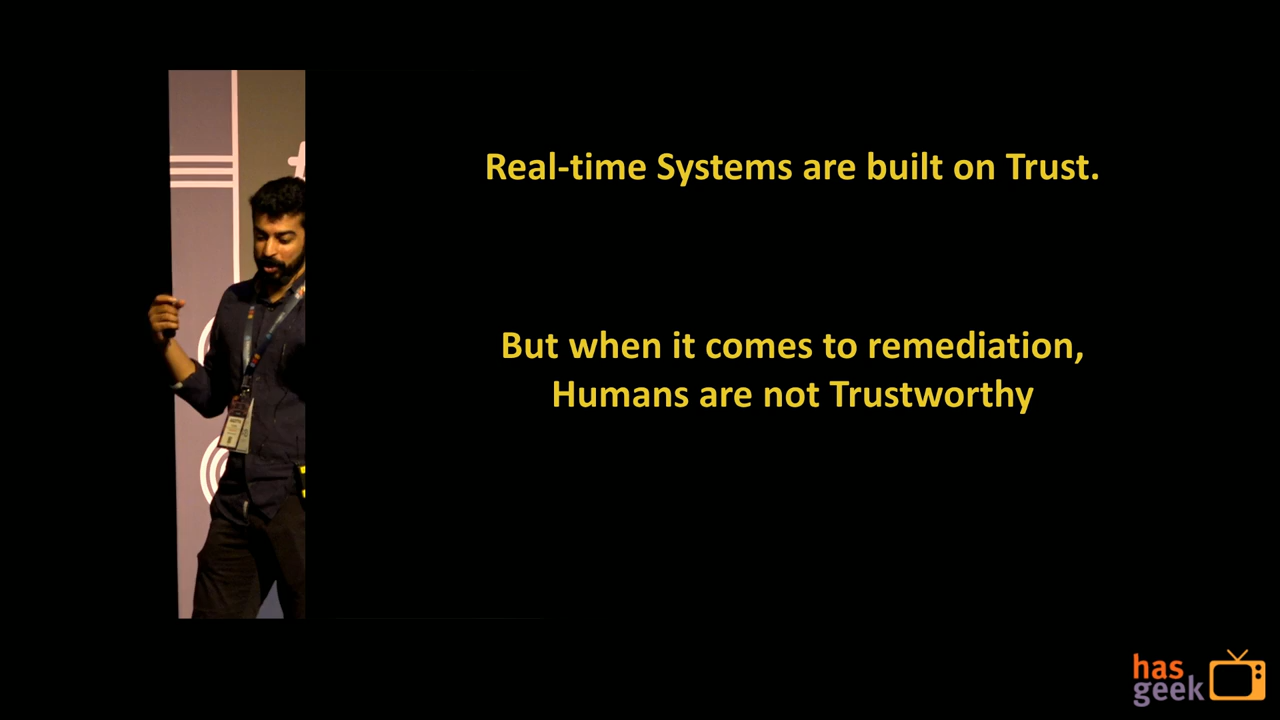 Real-time Systems are built on Trust.
But when it comes to remediation,
Humans are not Trustworthy
has
geek